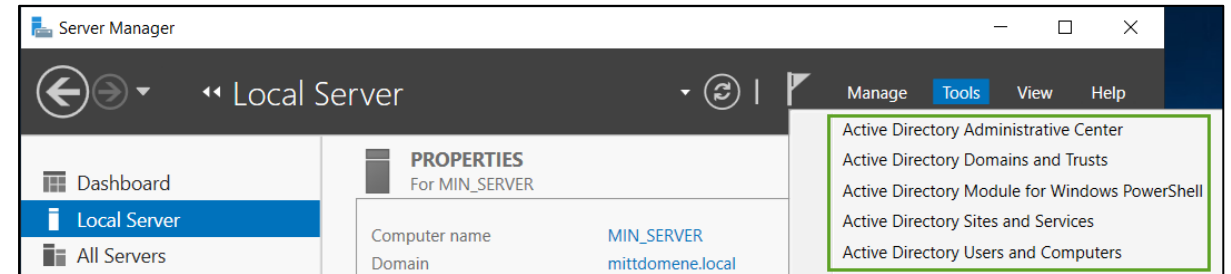 Server Manager
Local Server
Manage Tools View Help
Active Directory Administrative Center
Active Directory Domains and Trusts
Active Directory Module for Windows PowerShell
Active Directory Sites and Services
Active Directory Users and Computers
Dashboard
Local Server
All Servers
PROPERTIES
For MIN_SERVER
Computer name MIN_SERVER
Domain mittdomene.local